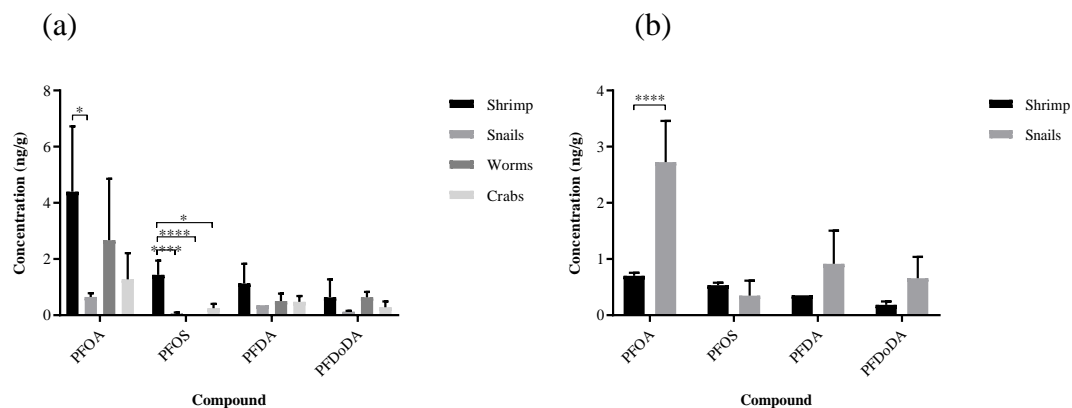 (a)
(b)
Concentration (ng/g)
8
6
4
2
0
*
****
****
*
PFOA
PFOS
PFDA
PFDoDA
Compound
Shrimp
Snails
Worms
Crabs
Concentration (ng/g)
4
3
2
1
0
****
PFOA
PFOS
PFDA
PFDoDA
Compound
Shrimp
Snails